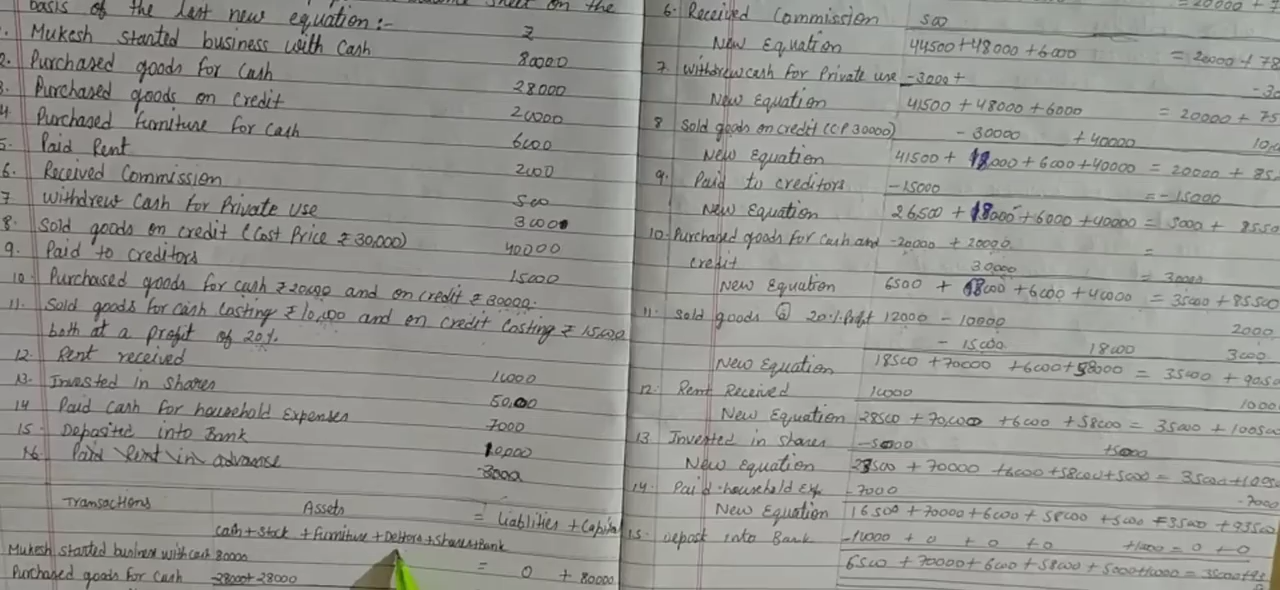 basis of the last new equation:-
₹
1. Mukesh started business with cash 80000
2. Purchased goods for cash 28000
3. Purchased goods on credit 20000
4 Purchased furniture for cash 6000
5. Paid Rent 2000
6. Received Commission 500
7 Withdrew Cash for Private Use 3000
8. Sold goods on credit (Cost Price ₹30,000) 40000
9. Paid to creditors 15000
10. Purchased goods for cash ₹20000 and on credit ₹30000.
11. Sold goods for cash Costing ₹10,000 and on credit Costing ₹15000
both at a profit of 20%.
12. Rent received 10000
13. Invested in shares 50,00
14 Paid cash for household Expenses 7000
15. Deposited into Bank 10,000
16 Paid Rent in advance 3000
Transactions Assets = Liablities + Capital
Cash + Stock + Furniture + Debtors + Shares + Bank
Mukesh started business with cash 80000 = 0 + 80000
Purchased goods for cash -28000 + 28000
= 20000 + 7
6. Received Commission 500
New Equation 44500 + 48000 + 6000 = 20000 + 78
7 Withdrew cash for Private use -3000 + -30
New Equation 41500 + 48000 + 6000 = 20000 + 75
8 Sold goods on credit (CP 30000) - 30000 + 40000
New Equation 41500 + 18000 + 6000 + 40000 = 20000 + 85
9. Paid to creditors -15000 = -15000
New Equation 26500 + 18000 + 6000 + 40000 = 5000 + 8550
10. Purchased goods for cash and -20000 + 20000 =
credit 30000 = 30000
New Equation 6500 + 68000 + 6000 + 40000 = 35000 + 85500
11. Sold goods @ 20% Profit 12000 - 10000 2000
- 15000 18000 3000
New Equation 18500 + 70000 + 6000 + 58000 = 35000 + 9050
12. Rent Received 10000 1000
New Equation 28500 + 70,000 + 6000 + 58000 = 35000 + 10050
13 Invested in shares -5000 +5000
New Equation 23500 + 70000 + 6000 + 58000 + 5000 = 35000 + 1005
14. Paid household Exp -7000 -7000
New Equation 16500 + 70000 + 6000 + 58000 + 5000 = 35000 + 93500
15. Deposit into Bank -10000 + 0 + 0 + 0 +10000 = 0 + 0
6500 + 70000 + 6000 + 58000 + 5000 + 10000 = 35000 + 93